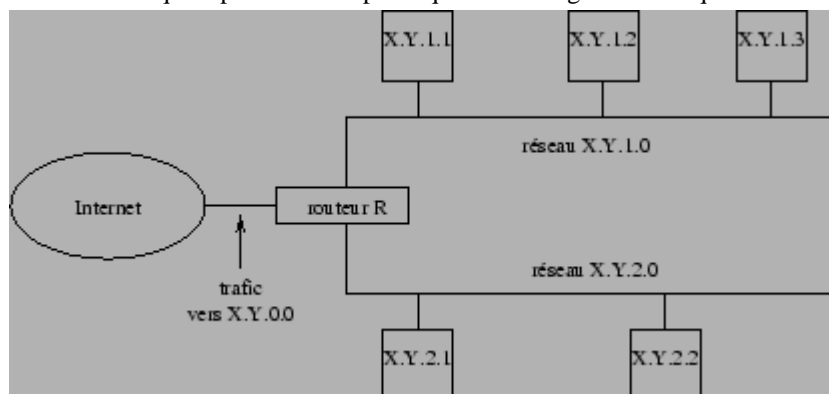 X.Y.1.1
X.Y.1.2
X.Y.1.3
réseau X.Y.1.0
Internet
routeur R
réseau X.Y.2.0
trafic
vers X.Y.0.0
X.Y.2.1
X.Y.2.2